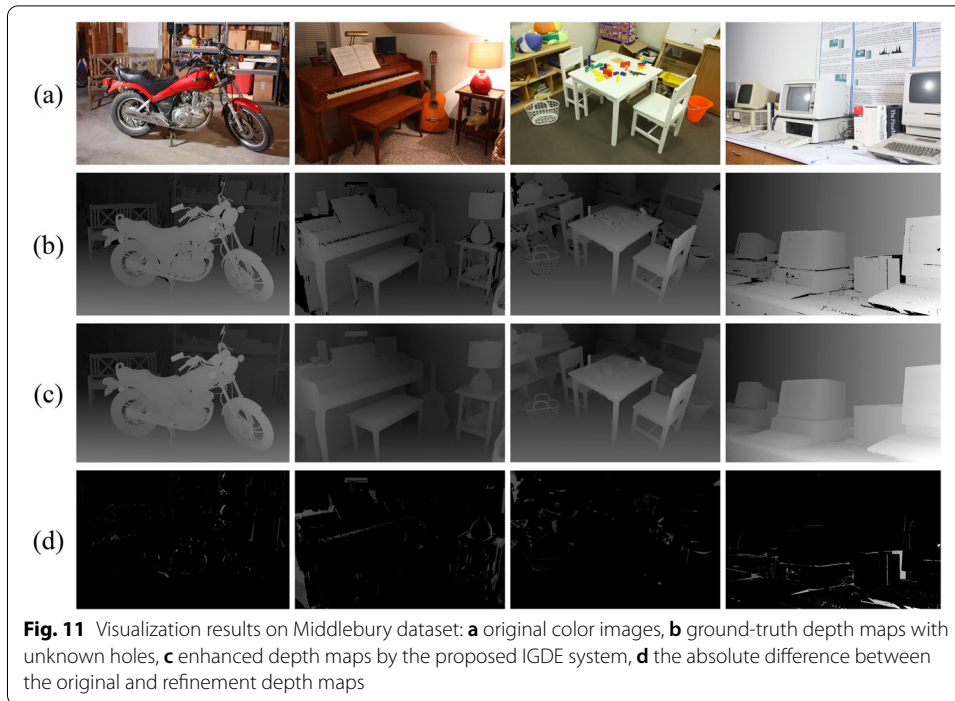 (a)
(b)
(c)
(d)
Fig. 11 Visualization results on Middlebury dataset: a original color images, b ground-truth depth maps with
unknown holes, c enhanced depth maps by the proposed IGDE system, d the absolute difference between
the original and refinement depth maps